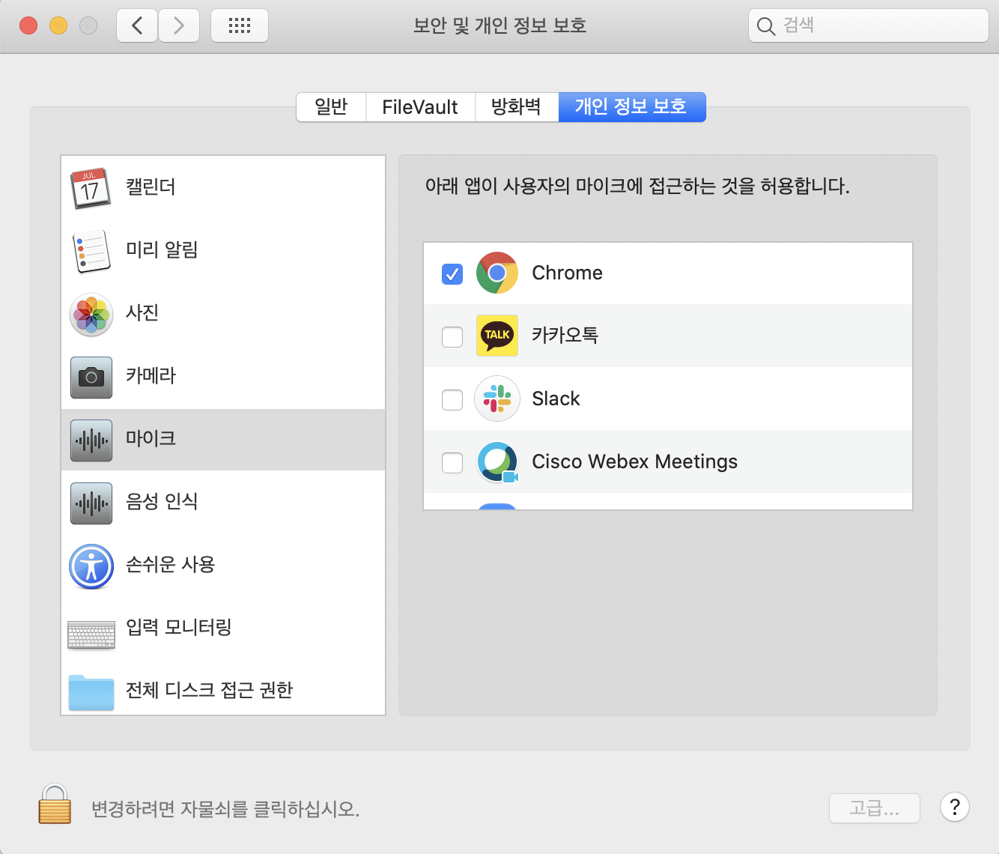 보안 및 개인 정보 보호
검색
일반
FileVault
방화벽
개인 정보 보호
JUL
17
캘린더
미리 알림
사진
카메라
마이크
음성 인식
손쉬운 사용
입력 모니터링
전체 디스크 접근 권한
아래 앱이 사용자의 마이크에 접근하는 것을 허용합니다.
Chrome
TALK
카카오톡
Slack
Cisco Webex Meetings
변경하려면 자물쇠를 클릭하십시오.
고급...
?